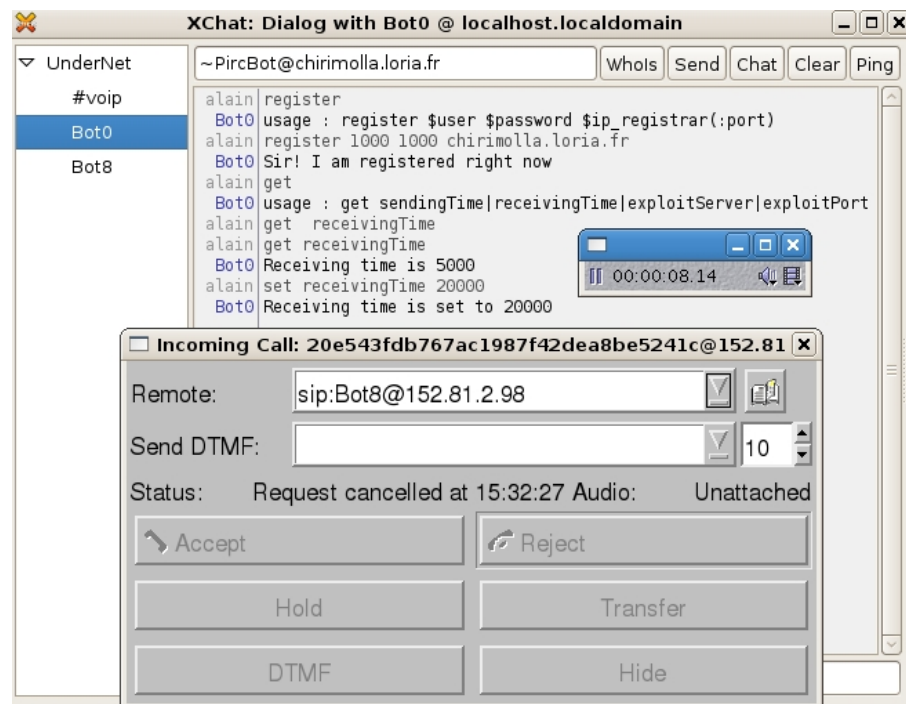 XChat: Dialog with Bot0 @ localhost.localdomain
UnderNet
#voip
Bot0
Bot8
~PircBot@chirimolla.loria.fr WhoIs Send Chat Clear Ping
alain register
Bot0 usage : register $user $password $ip_registrar(:port)
alain register 1000 1000 chirimolla.loria.fr
Bot0 Sir! I am registered right now
alain get
Bot0 usage : get sendingTime|receivingTime|exploitServer|exploitPort
alain get  receivingTime
alain get receivingTime
Bot0 Receiving time is 5000
alain set receivingTime 20000
Bot0 Receiving time is set to 20000
00:00:08.14
Incoming Call: 20e543fdb767ac1987f42dea8be5241c@152.81
Remote: sip:Bot8@152.81.2.98
Send DTMF: 10
Status: Request cancelled at 15:32:27 Audio: Unattached
Accept Reject
Hold Transfer
DTMF Hide